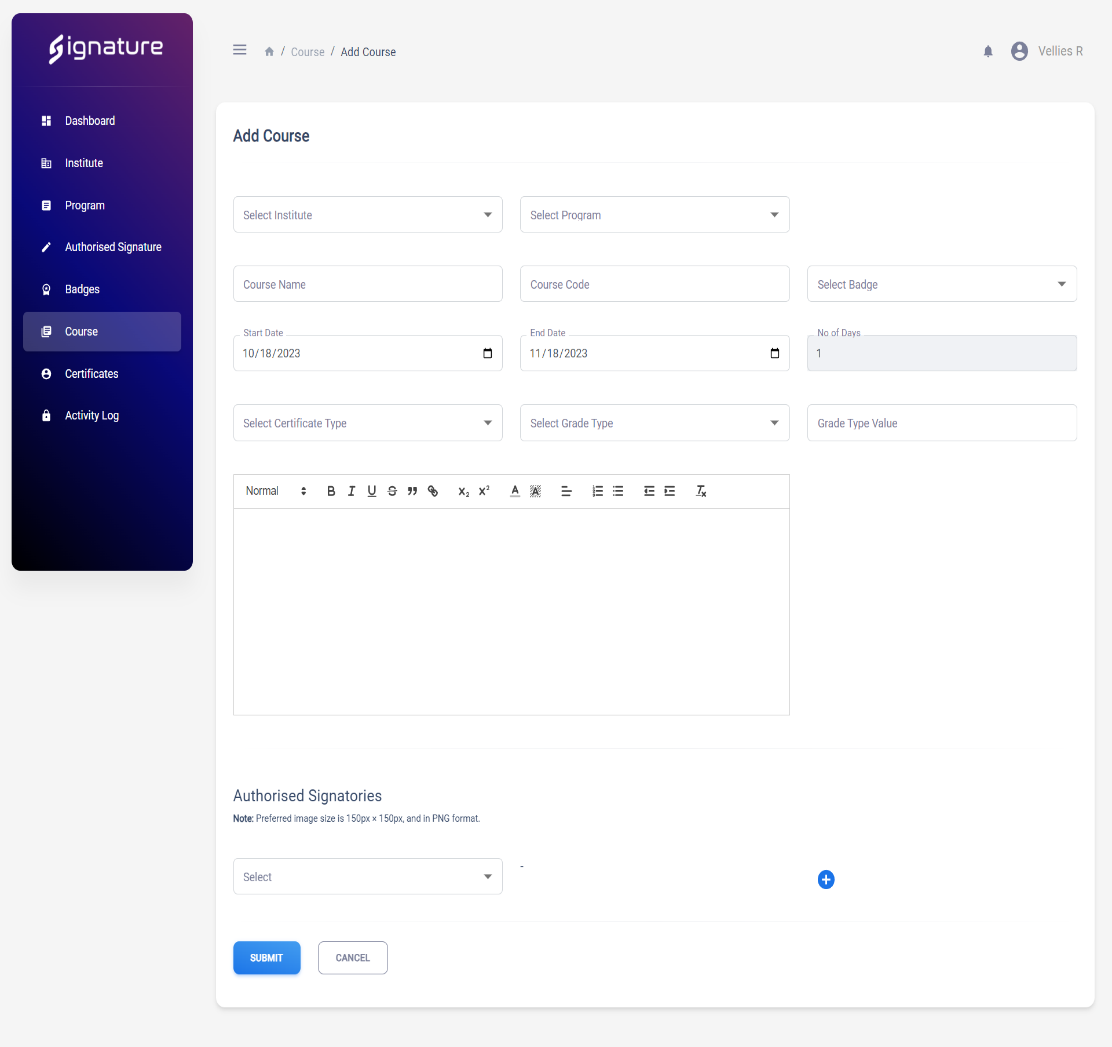 Signature
/ Course / Add Course
Vellies R
Dashboard
Institute
Program
Authorised Signature
Badges
Course
Certificates
Activity Log
Add Course
Select Institute
Select Program
Course Name
Course Code
Select Badge
Start Date
10/18/2023
End Date
11/18/2023
No of Days
1
Select Certificate Type
Select Grade Type
Grade Type Value
Normal
Authorised Signatories
Note: Preferred image size is 150px × 150px, and in PNG format.
Select
-
SUBMIT
CANCEL